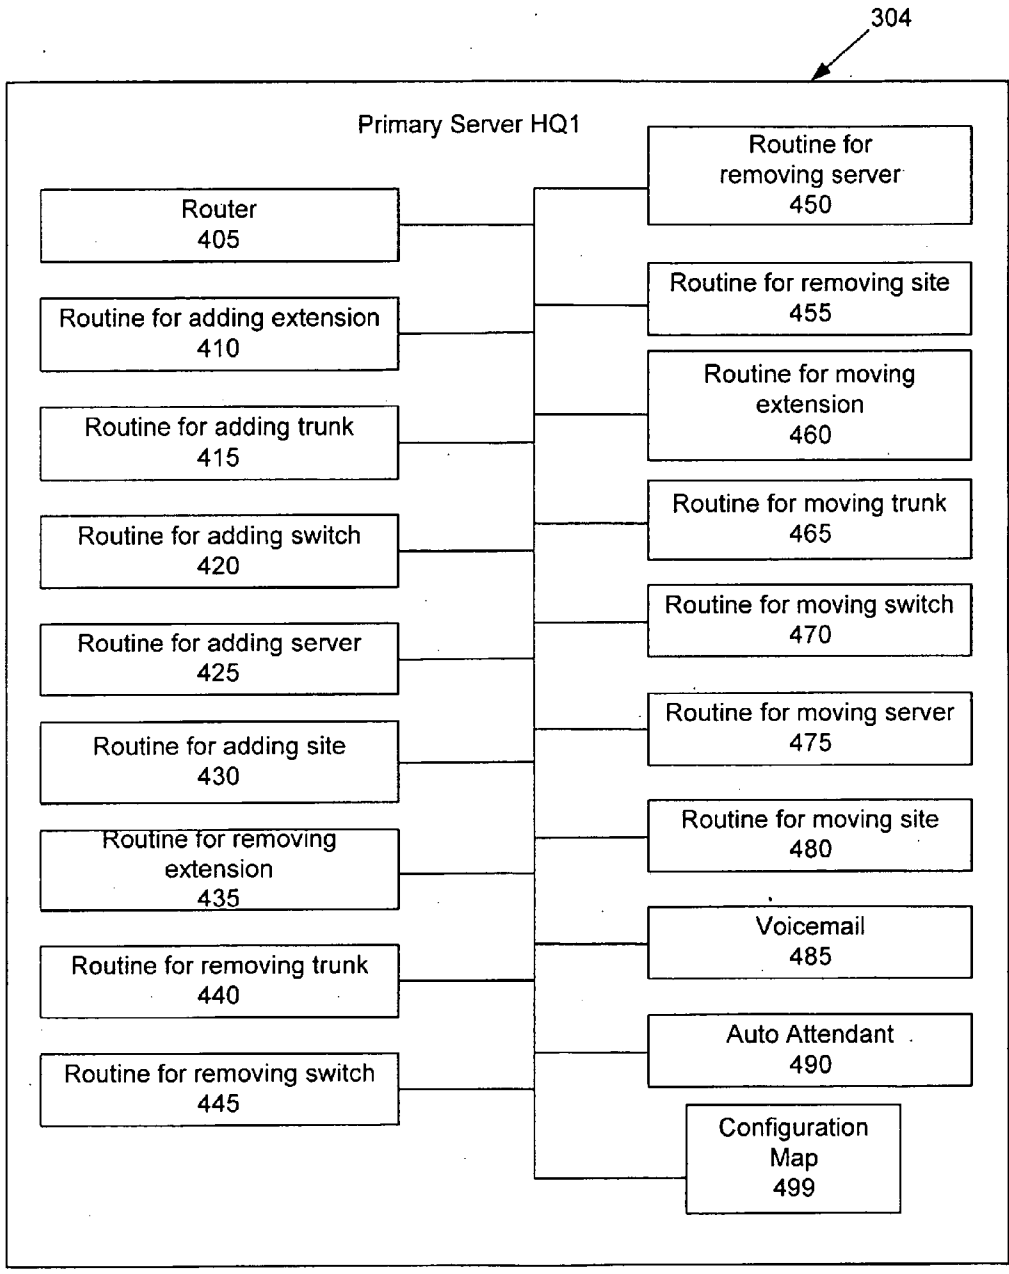 304
Primary Server HQ1
Router
405
Routine for adding extension
410
Routine for adding trunk
415
Routine for adding switch
420
Routine for adding server
425
Routine for adding site
430
Routine for removing
extension
435
Routine for removing trunk
440
Routine for removing switch
445
Routine for
removing server
450
Routine for removing site
455
Routine for moving
extension
460
Routine for moving trunk
465
Routine for moving switch
470
Routine for moving server
475
Routine for moving site
480
Voicemail
485
Auto Attendant
490
Configuration
Map
499